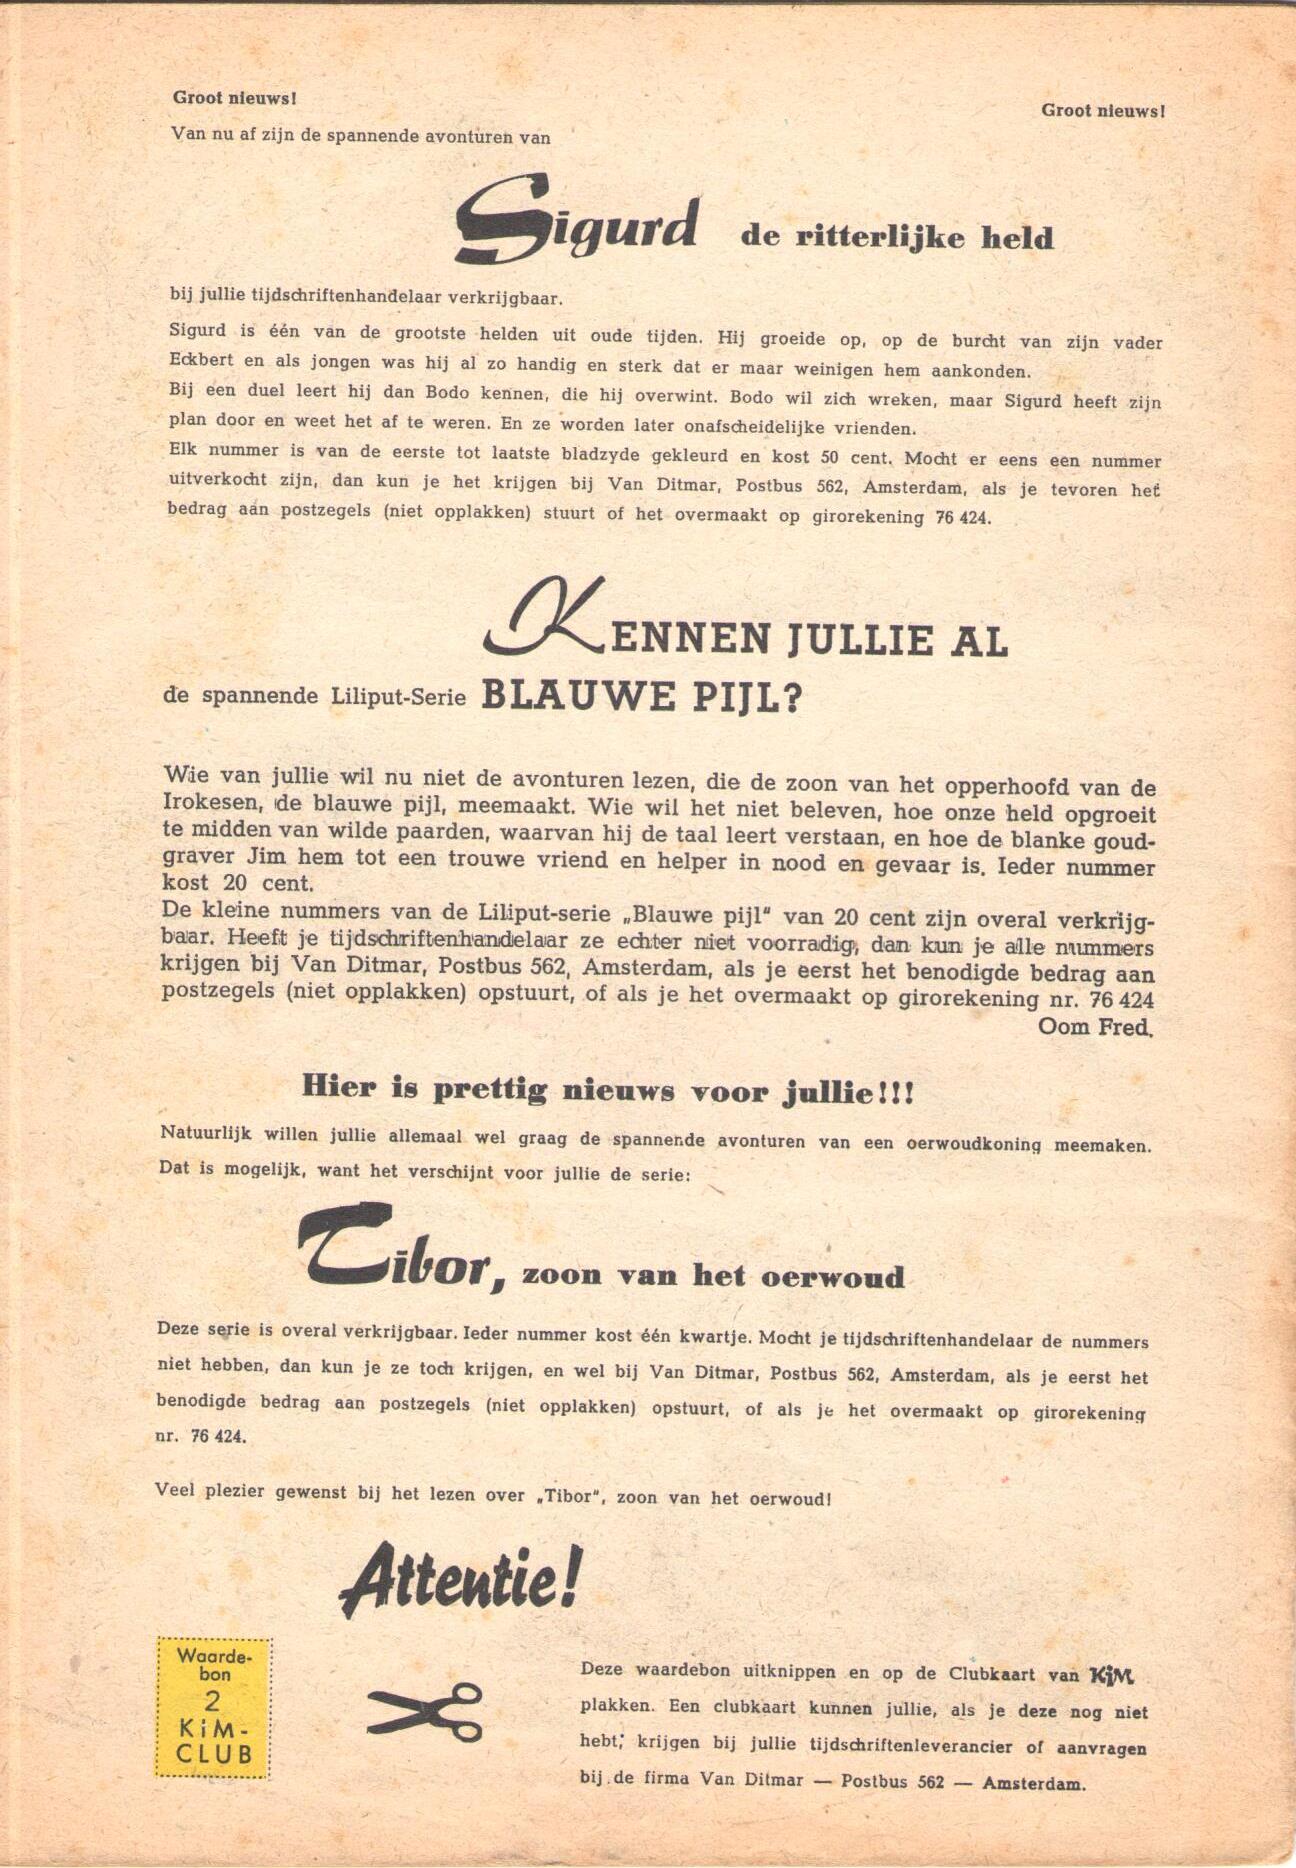 Groot nieuws!
Groot nieuws!
Van nu af zijn de spannende avonturen van
Sigurd de ritterlijke held
bij jullie tijdschriftenhandelaar verkrijgbaar.
Sigurd is één van de grootste helden uit oude tijden. Hij groeide op, op de burcht van zijn vader
Eckbert en als jongen was hij al zo handig en sterk dat er maar weinigen hem aankonden.
Bij een duel leert hij dan Bodo kennen, die hij overwint. Bodo wil zich wreken, maar Sigurd heeft zijn
plan door en weet het af te weren. En ze worden later onafscheidelijke vrienden.
Elk nummer is van de eerste tot laatste bladzyde gekleurd en kost 50 cent. Mocht er eens een nummer
uitverkocht zijn, dan kun je het krijgen bij Van Ditmar, Postbus 562, Amsterdam, als je tevoren het
bedrag aan postzegels (niet opplakken) stuurt of het overmaakt op girorekening 76 424.
KENNEN JULLIE AL
de spannende Liliput-Serie BLAUWE PIJL?
Wie van jullie wil nu niet de avonturen lezen, die de zoon van het opperhoofd van de
Irokesen, de blauwe pijl, meemaakt. Wie wil het niet beleven, hoe onze held opgroeit
te midden van wilde paarden, waarvan hij de taal leert verstaan, en hoe de blanke goud-
graver Jim hem tot een trouwe vriend en helper in nood en gevaar is. Ieder nummer
kost 20 cent.
De kleine nummers van de Liliput-serie „Blauwe pijl" van 20 cent zijn overal verkrijg-
baar. Heeft je tijdschriftenhandelaar ze echter niet voorradig, dan kun je alle nummers
krijgen bij Van Ditmar, Postbus 562, Amsterdam, als je eerst het benodigde bedrag aan
postzegels (niet opplakken) opstuurt, of als je het overmaakt op girorekening nr. 76 424
Oom Fred.
Hier is prettig nieuws voor jullie!!!
Natuurlijk willen jullie allemaal wel graag de spannende avonturen van een oerwoudkoning meemaken.
Dat is mogelijk, want het verschijnt voor jullie de serie:
Tibor, zoon van het oerwoud
Deze serie is overal verkrijgbaar. Ieder nummer kost één kwartje. Mocht je tijdschriftenhandelaar de nummers
niet hebben, dan kun je ze toch krijgen, en wel bij Van Ditmar, Postbus 562, Amsterdam, als je eerst het
benodigde bedrag aan postzegels (niet opplakken) opstuurt, of als je het overmaakt op girorekening
nr. 76 424.
Veel plezier gewenst bij het lezen over „Tibor", zoon van het oerwoud!
Attentie!
Waarde-
bon
2
KiM-
CLUB
Deze waardebon uitknippen en op de Clubkaart van KiM
plakken. Een clubkaart kunnen jullie, als je deze nog niet
hebt, krijgen bij jullie tijdschriftenleverancier of aanvragen
bij de firma Van Ditmar — Postbus 562 — Amsterdam.